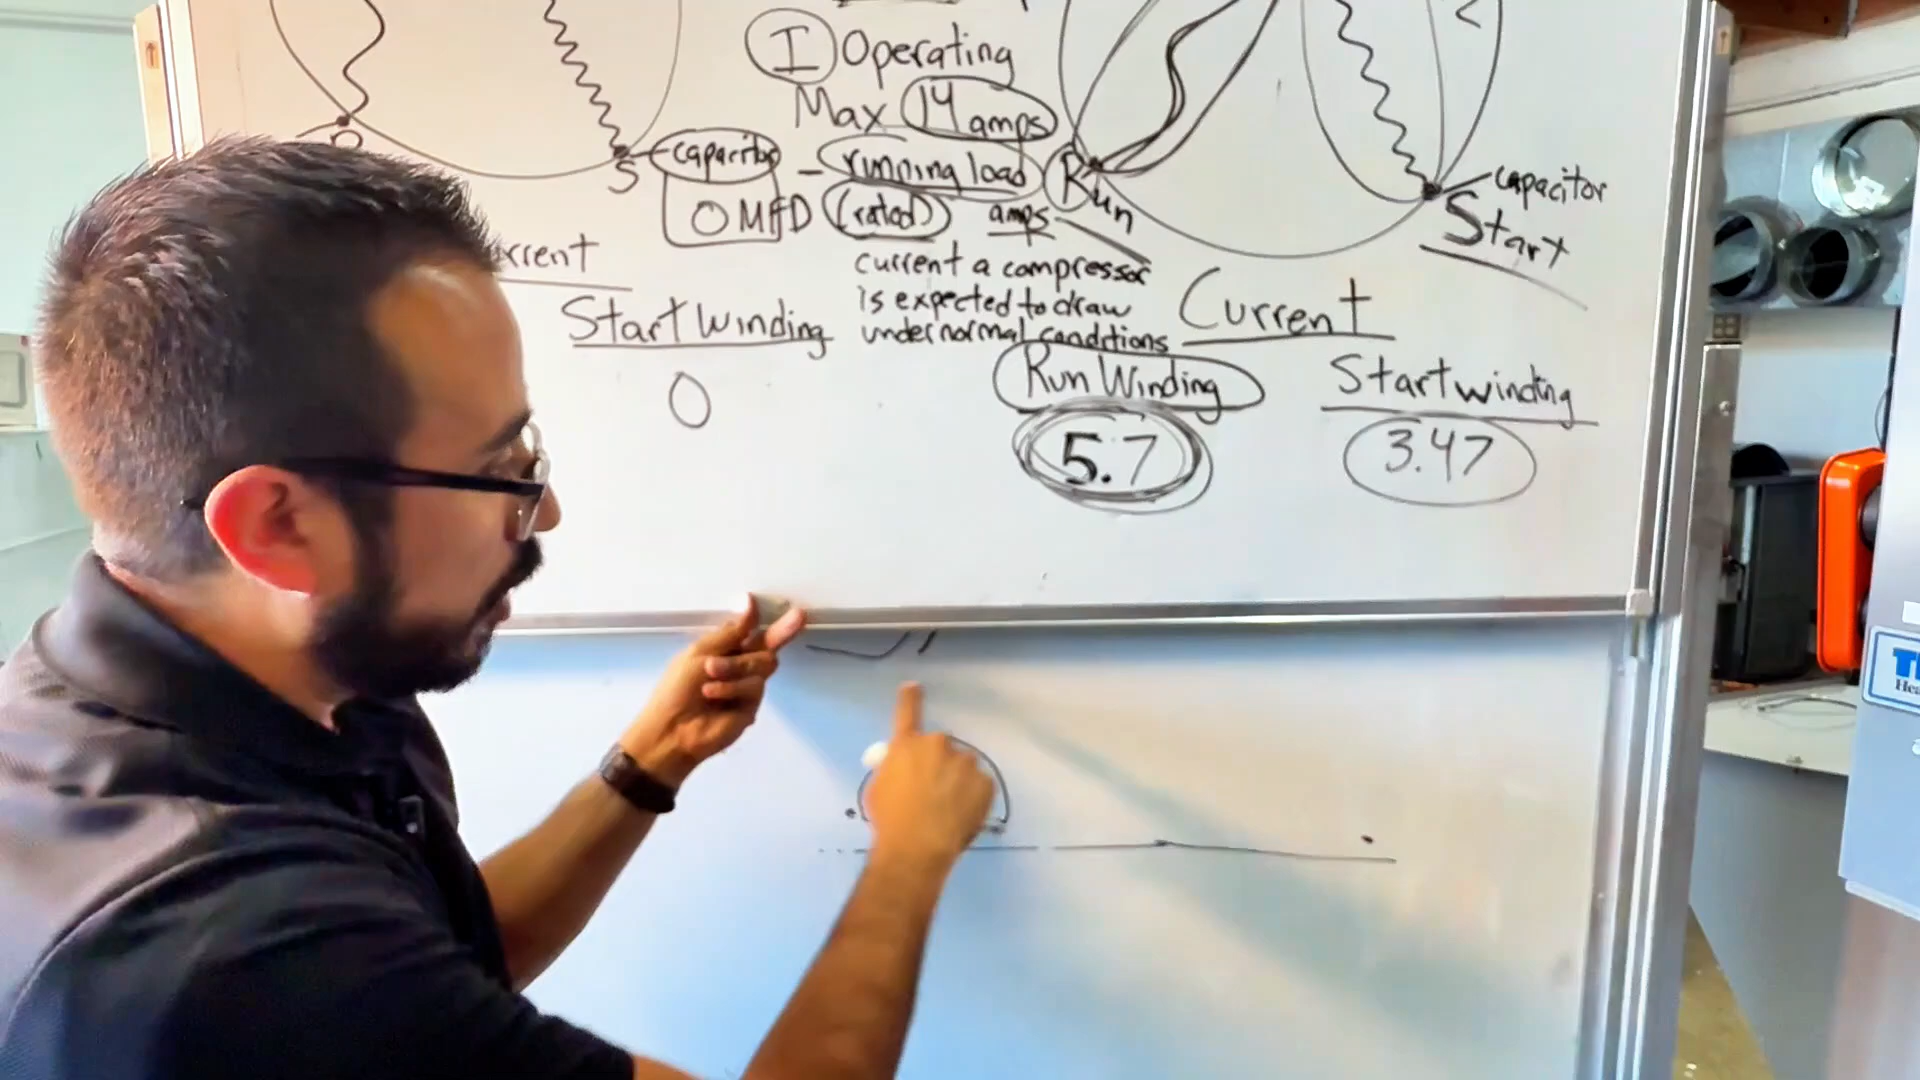 I Operating
Max 14 amps
capacitor - running load
0 MFD (rated) amps
current a compressor
is expected to draw
under normal conditions
S
Start Winding
0
Run
capacitor
Start
Current
Run Winding
Start winding
5.7
3.47